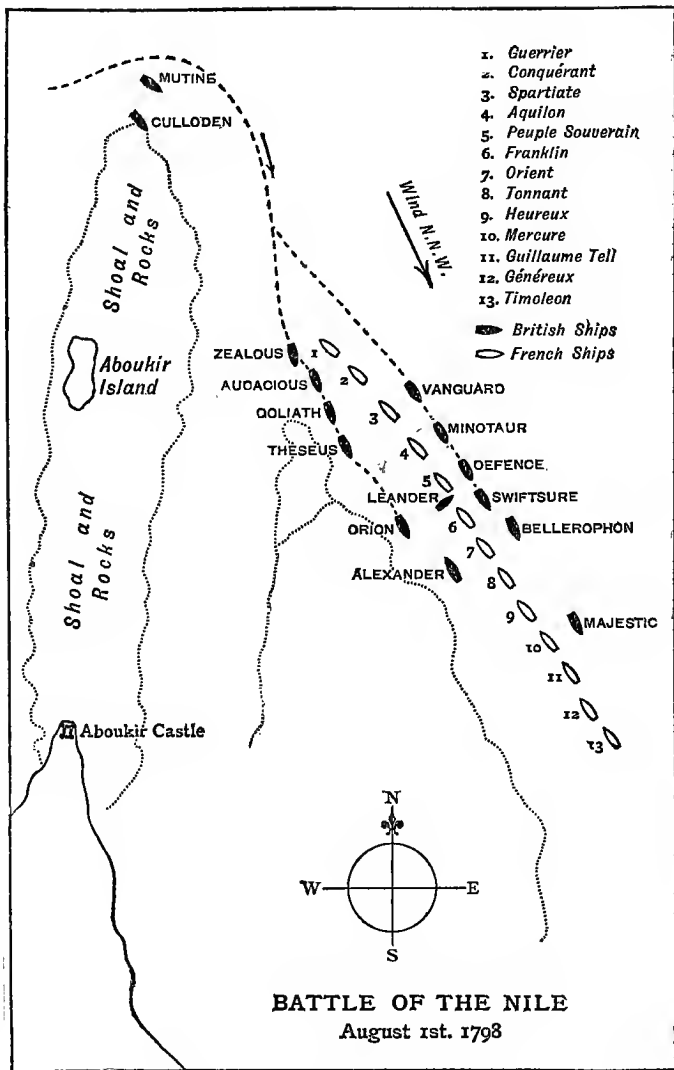 MUTINE
CULLODEN
Shoal and
Rocks
Aboukir
Island
Shoal and
Rocks
Aboukir Castle
1. Guerrier
2. Conquérant
3. Spartiate
4. Aquilon
5. Peuple Souverain
6. Franklin
7. Orient
8. Tonnant
9. Heureux
10. Mercure
11. Guillaume Tell
12. Généreux
13. Timoleon
British Ships
French Ships
Wind N.N.W.
ZEALOUS
AUDACIOUS
GOLIATH
THESEUS
ORION
LEANDER
ALEXANDER
VANGUARD
MINOTAUR
DEFENCE
SWIFTSURE
BELLEROPHON
MAJESTIC
1
2
3
4
5
6
7
8
9
10
11
12
13
N
W
E
S
BATTLE OF THE NILE
August 1st. 1798